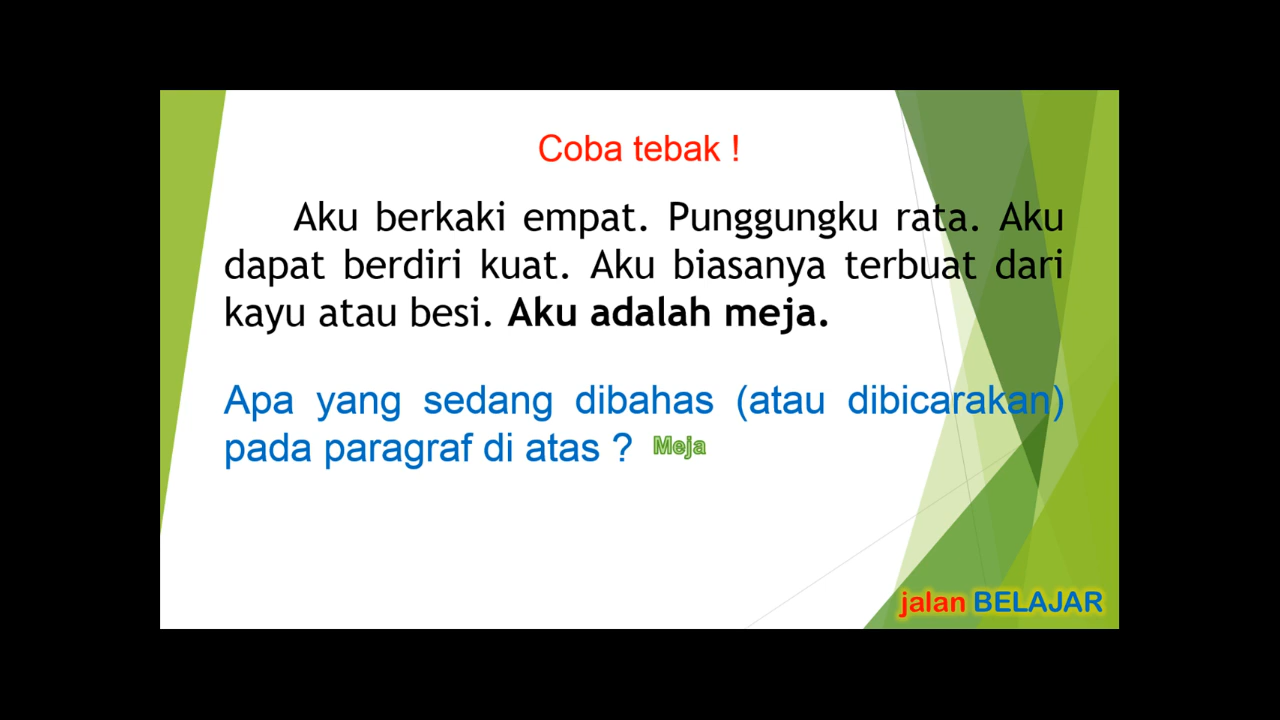 Coba tebak !
Aku berkaki empat. Punggungku rata. Aku
dapat berdiri kuat. Aku biasanya terbuat dari
kayu atau besi. Aku adalah meja.
Apa yang sedang dibahas (atau dibicarakan)
pada paragraf di atas ? Meja
jalan BELAJAR